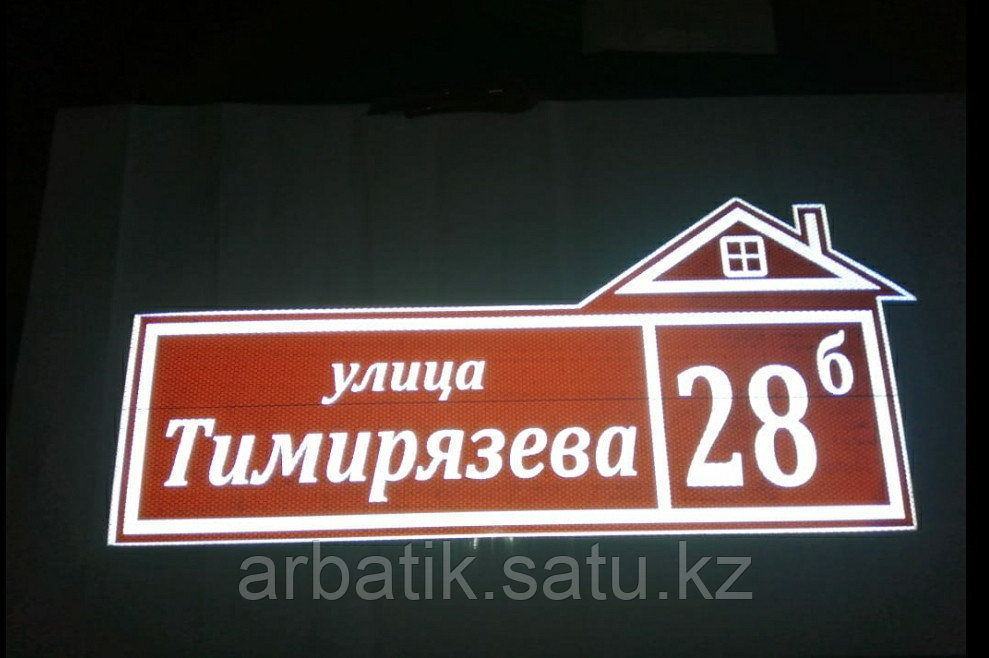 улица
Тимирязева
28б
arbatik.satu.kz